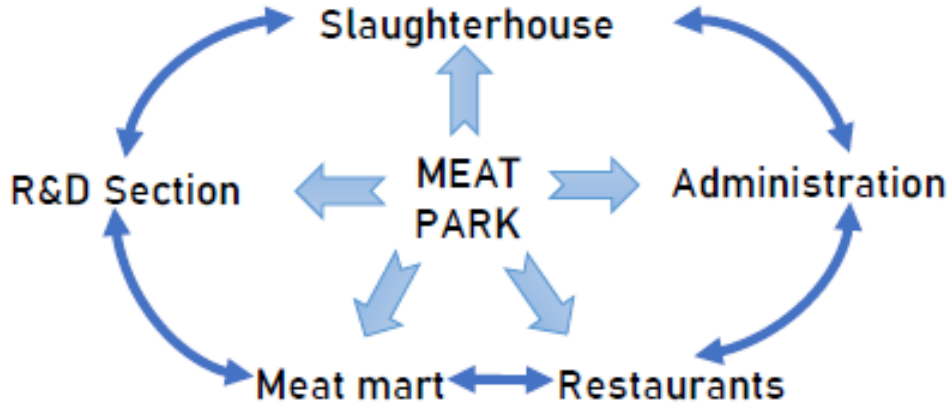 Slaughterhouse
R&D Section
MEAT
PARK
Administration
Meat mart
Restaurants